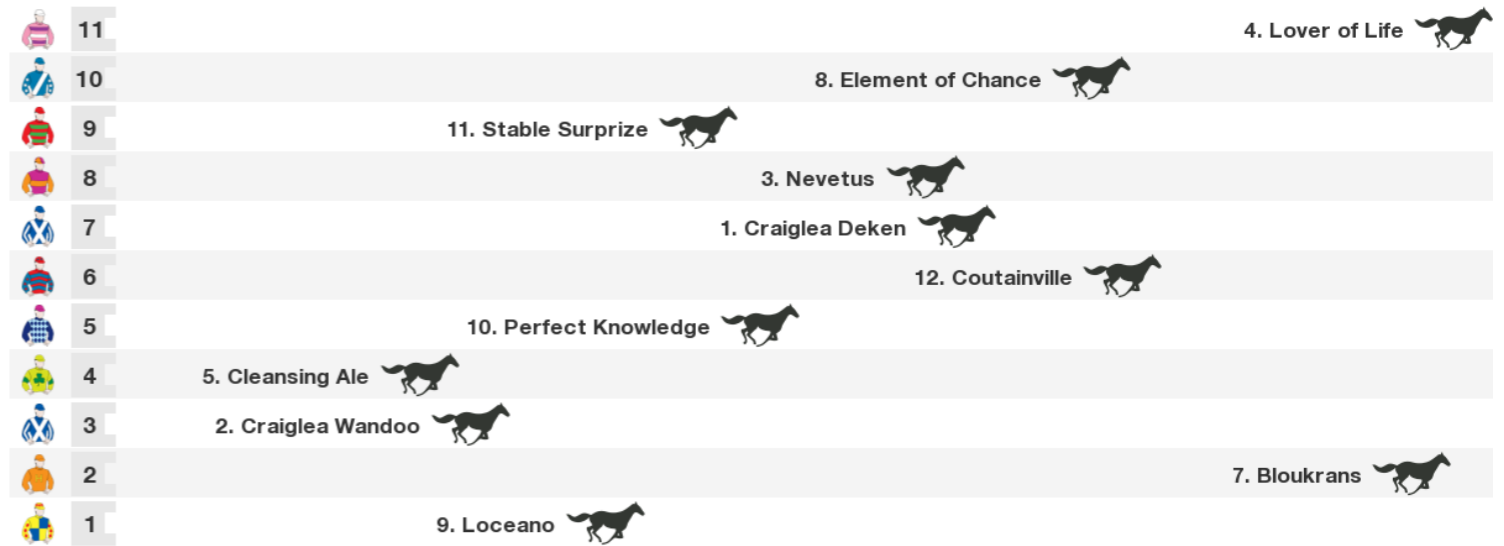 11 4. Lover of Life
10 8. Element of Chance
9 11. Stable Surprize
8 3. Nevetus
7 1. Craiglea Deken
6 12. Coutainville
5 10. Perfect Knowledge
4 5. Cleansing Ale
3 2. Craiglea Wandoo
2 7. Bloukrans
1 9. Loceano